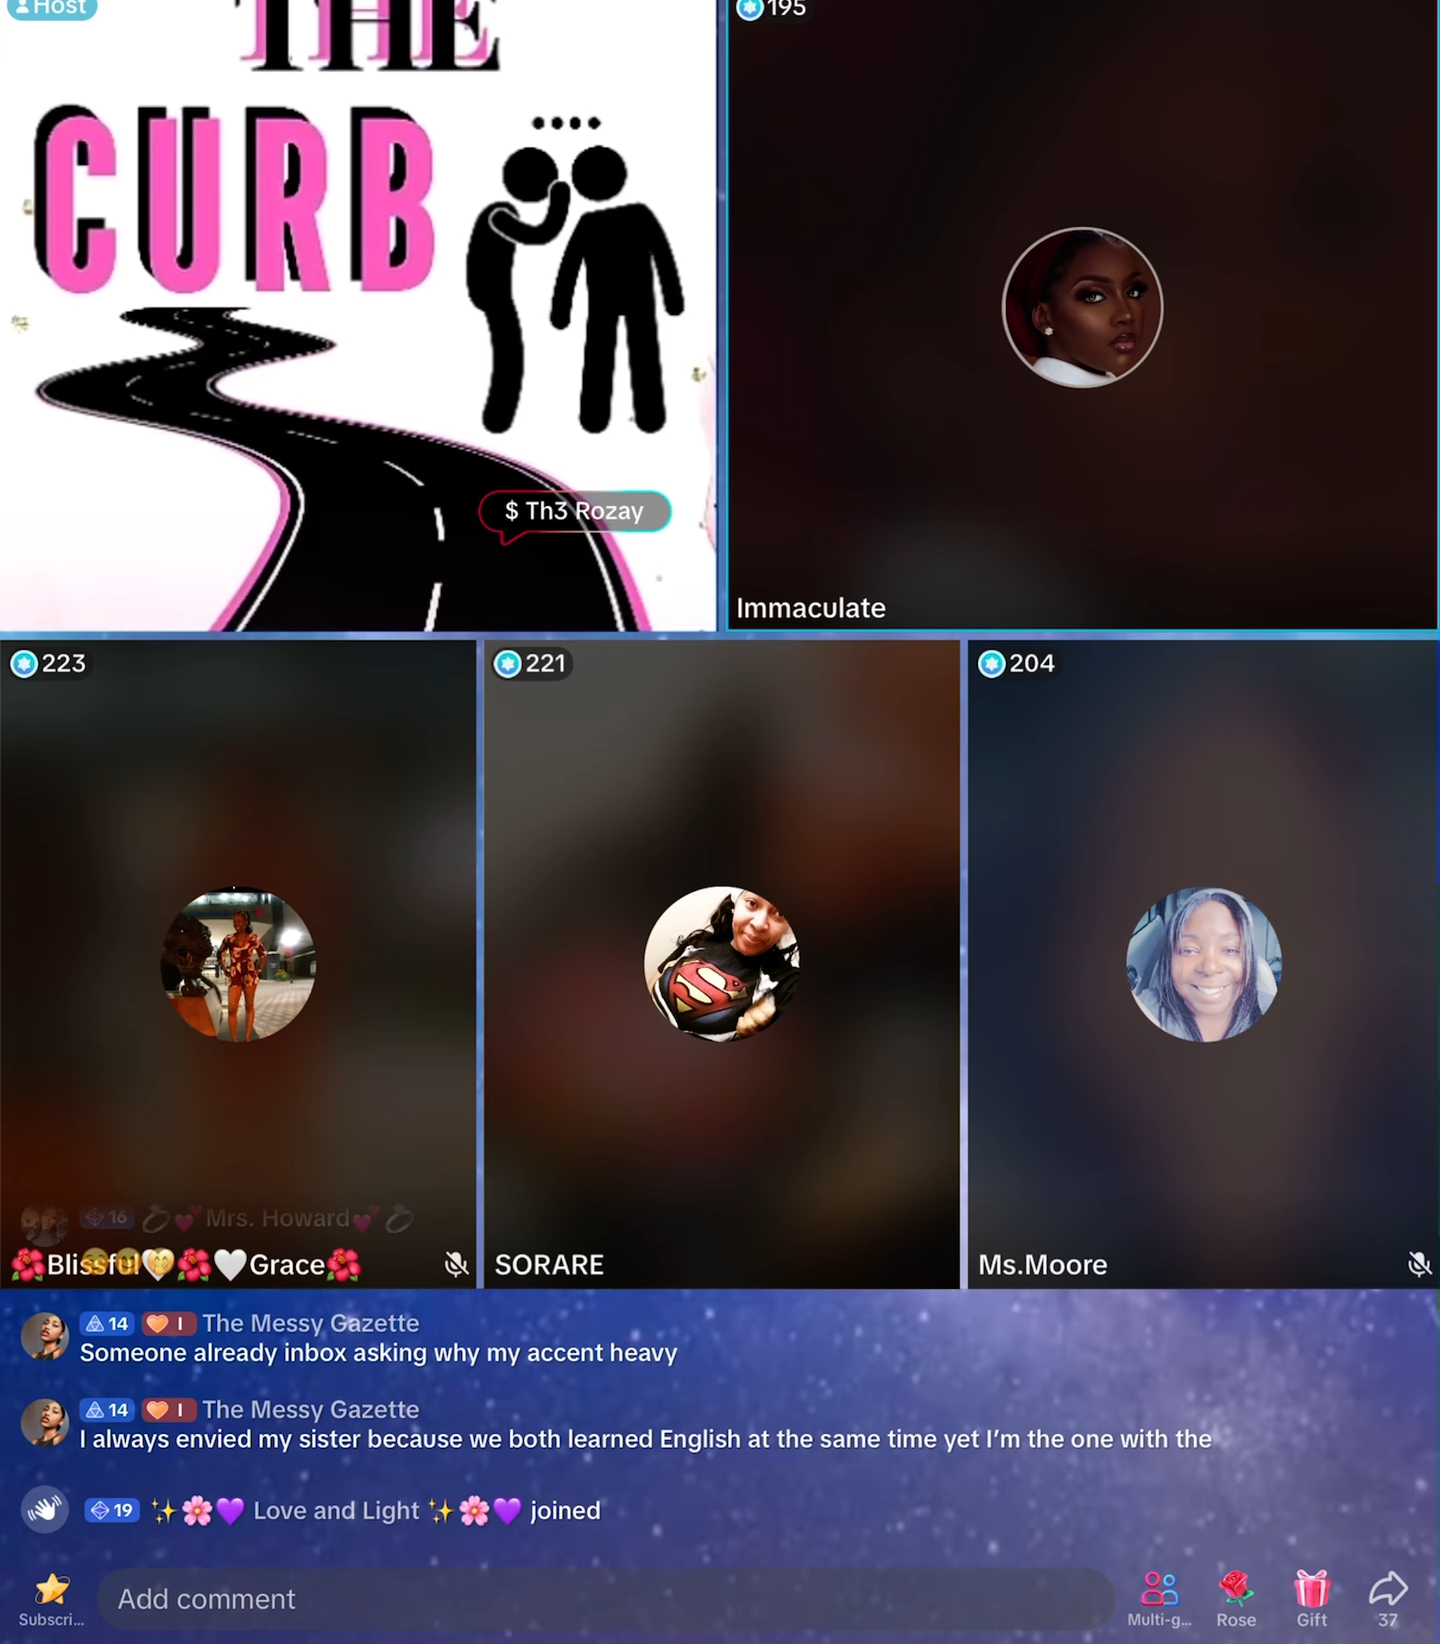 Host
THE
CURB
$ Th3 Rozay
195
Immaculate
223
16 Mrs. Howard
Blissful Grace
221
SORARE
204
Ms.Moore
14 I The Messy Gazette
Someone already inbox asking why my accent heavy
14 I The Messy Gazette
I always envied my sister because we both learned English at the same time yet I'm the one with the
19 Love and Light joined
Subscri...
Add comment
Multi-g...
Rose
Gift
37